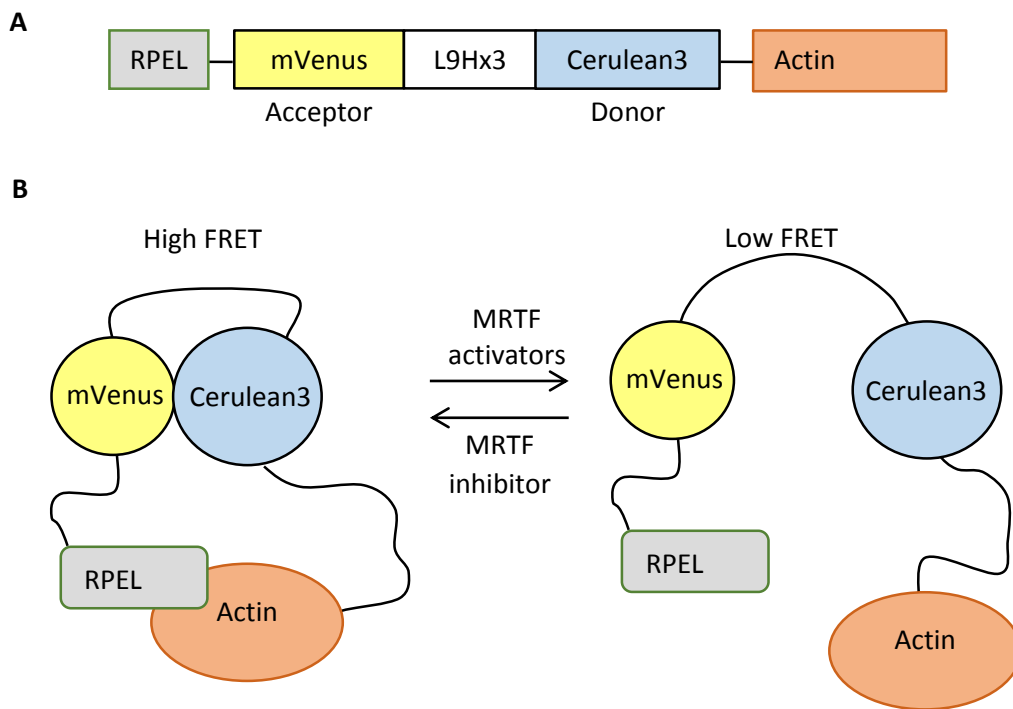 A
RPEL mVenus L9Hx3 Cerulean3 Actin
Acceptor Donor
B
High FRET
Low FRET
MRTF
activators
mVenus Cerulean3
mVenus
Cerulean3
MRTF
inhibitor
RPEL
Actin
RPEL
Actin